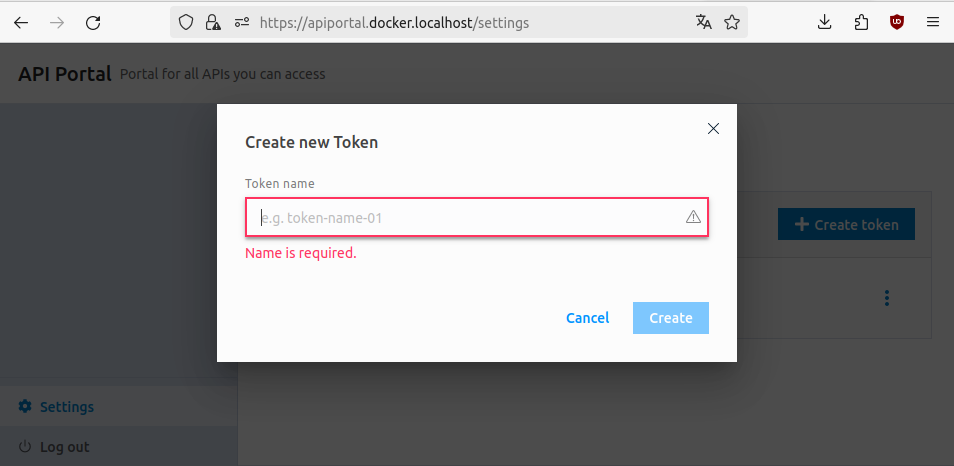 https://apiportal.docker.localhost/settings
API Portal Portal for all APIs you can access
Create new Token
Token name
e.g. token-name-01
Name is required.
Cancel Create
Create token
Settings
Log out